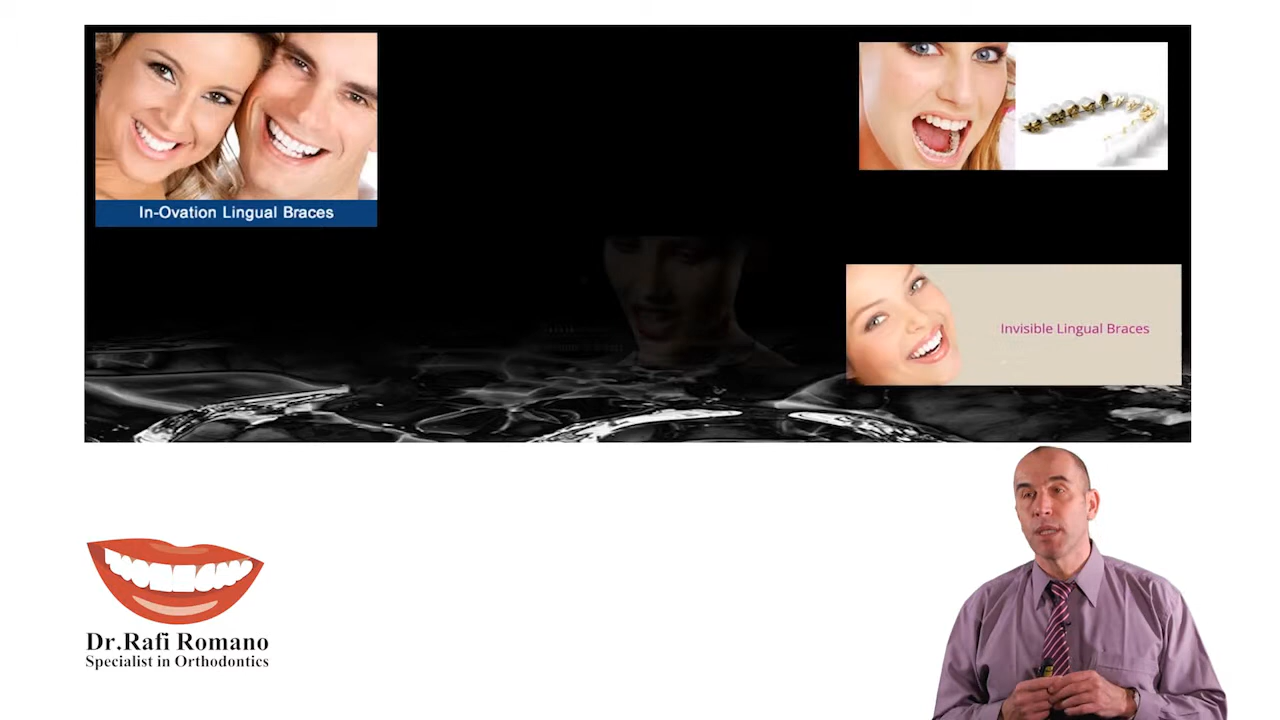 In-Ovation Lingual Braces
Invisible Lingual Braces
Dr.Rafi Romano
Specialist in Orthodontics